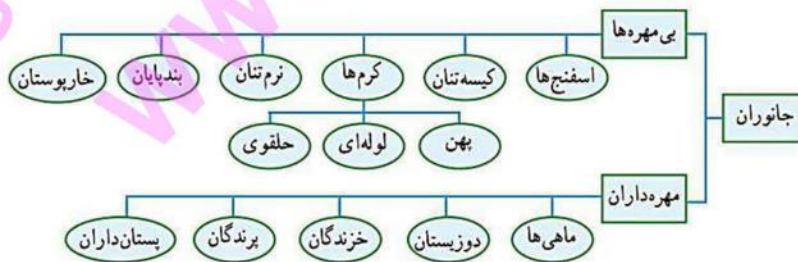 بی‌مهره‌ها
اسفنج‌ها کیسه‌تنان کرم‌ها نرم‌تنان بندپایان خارپوستان
جانوران
پهن لوله‌ای حلقوی
مهره‌داران
ماهی‌ها دوزیستان خزندگان پرندگان پستان‌داران